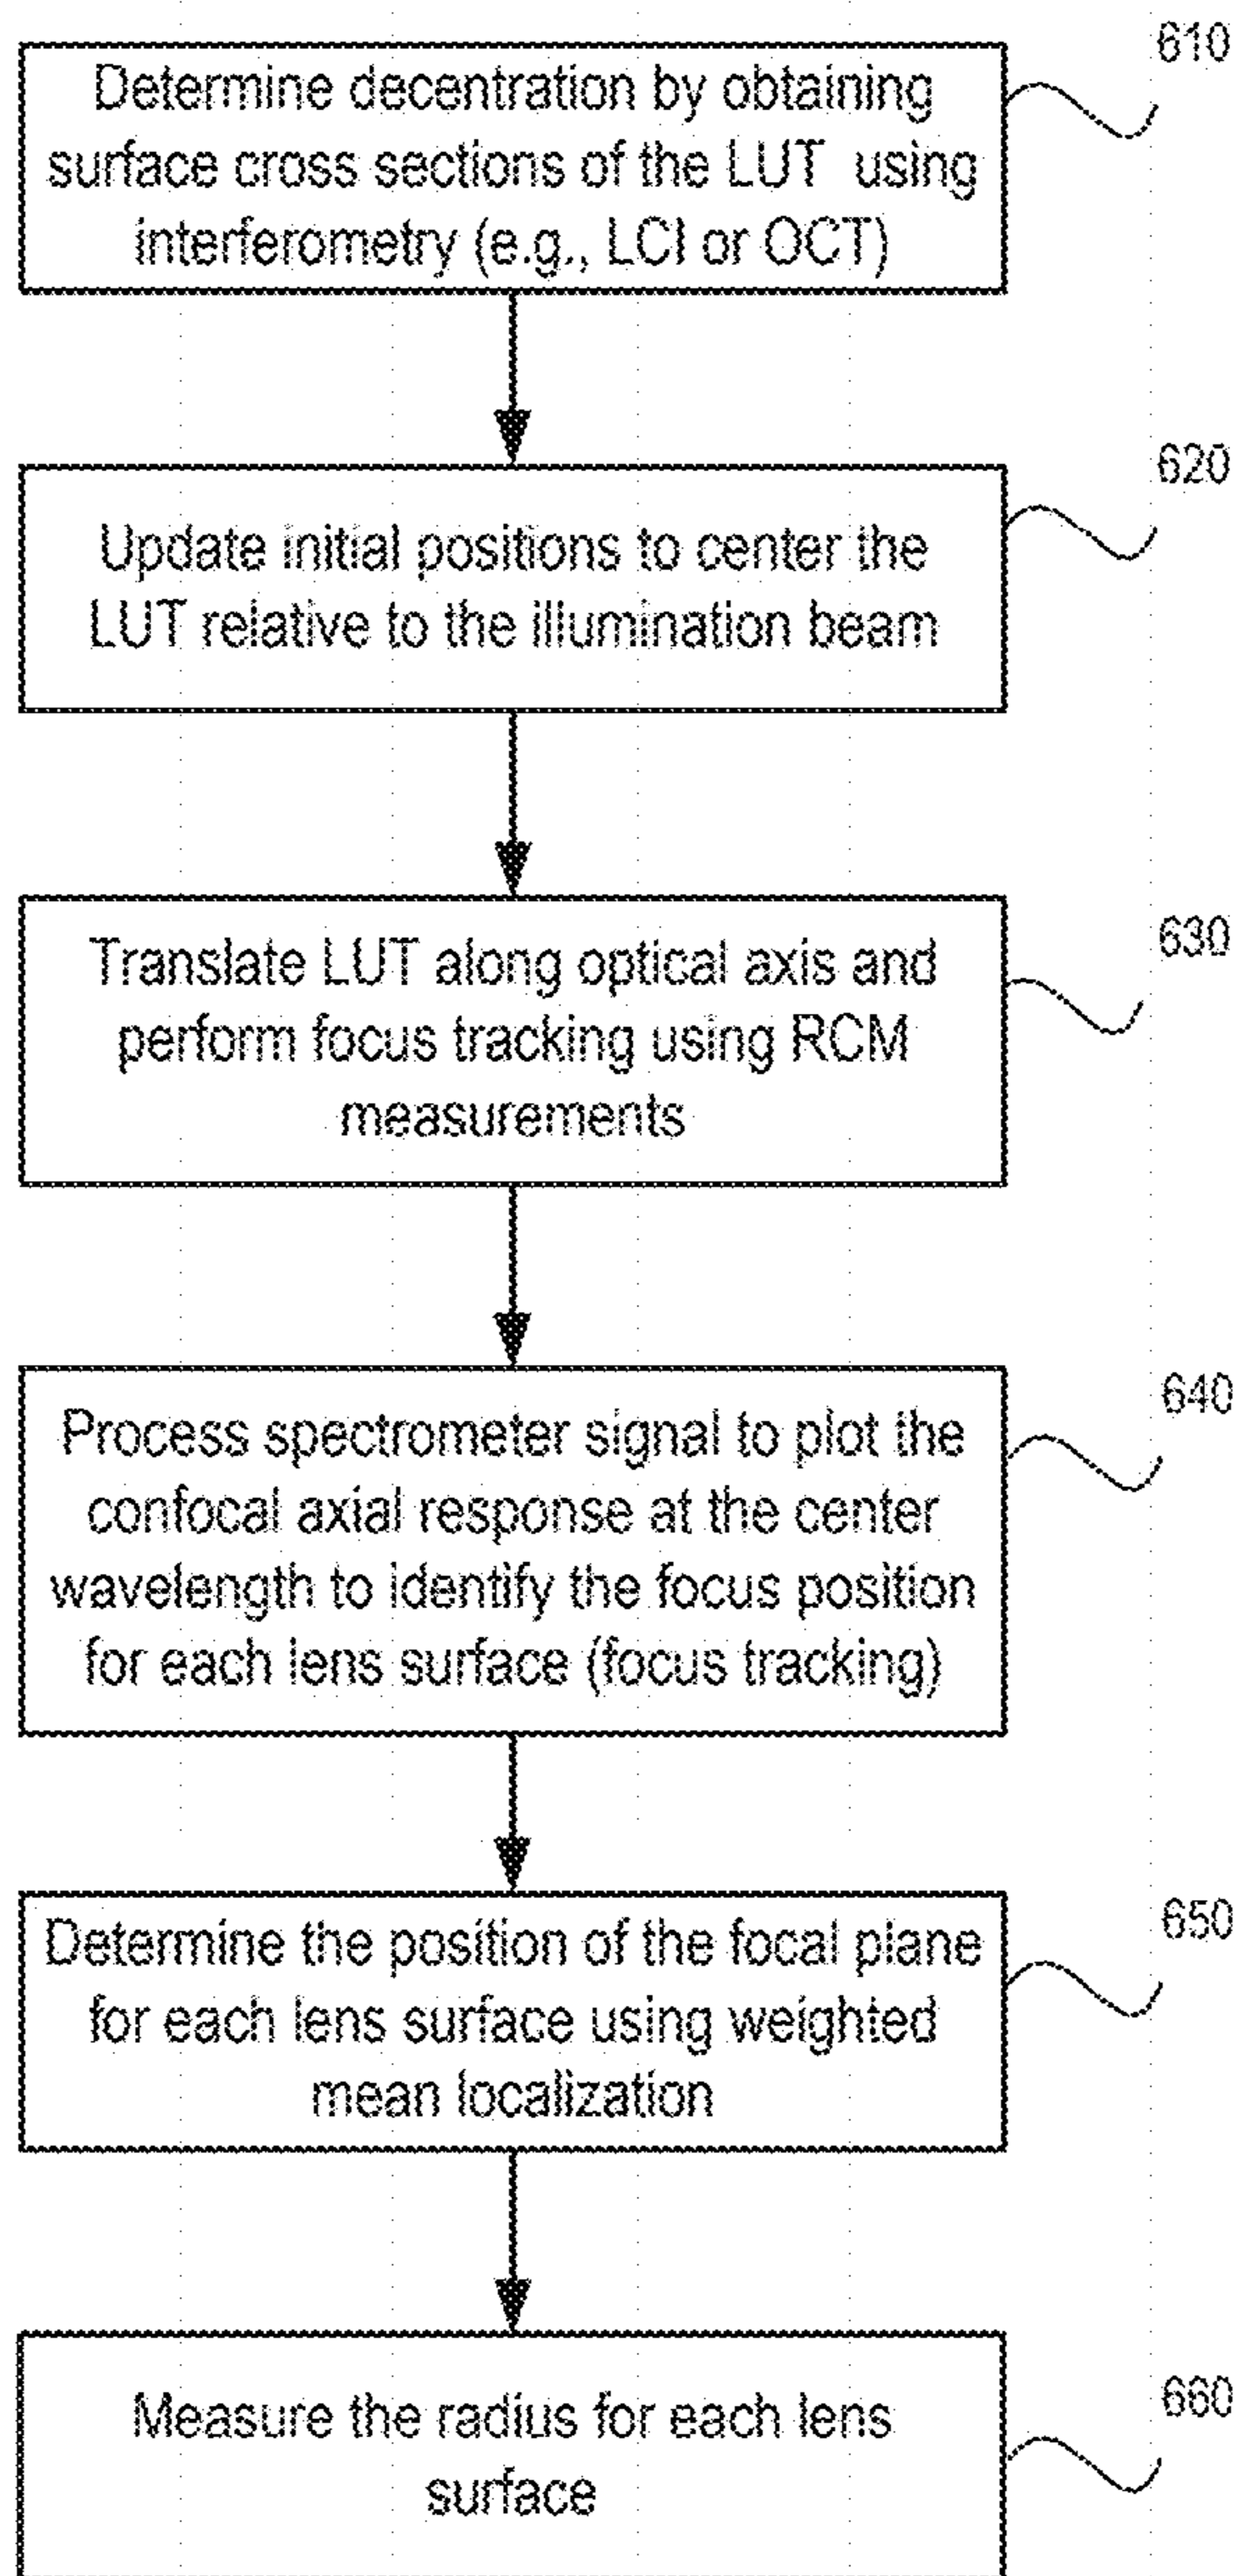 610
Determine decentration by obtaining
surface cross sections of the LUT using
interferometry (e.g., LCI or OCT)
620
Update initial positions to center the
LUT relative to the illumination beam
630
Translate LUT along optical axis and
perform focus tracking using RCM
measurements
640
Process spectrometer signal to plot the
confocal axial response at the center
wavelength to identify the focus position
for each lens surface (focus tracking)
650
Determine the position of the focal plane
for each lens surface using weighted
mean localization
660
Measure the radius for each lens
surface